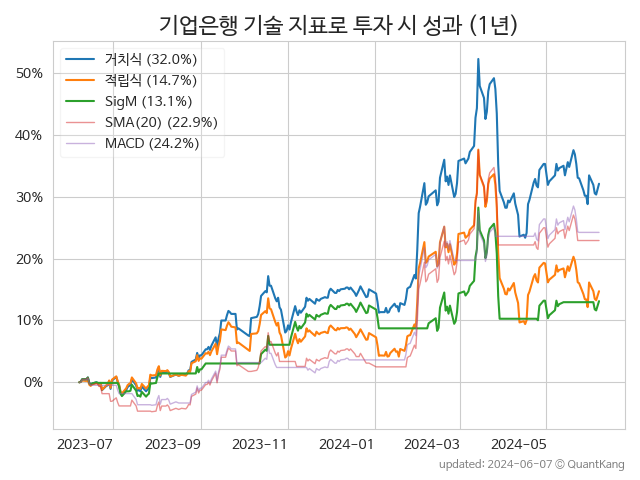 기업은행 기술 지표로 투자 시 성과 (1년)
거치식 (32.0%)
적립식 (14.7%)
SigM (13.1%)
SMA(20) (22.9%)
MACD (24.2%)
50%
40%
30%
20%
10%
0%
2023-07 2023-09 2023-11 2024-01 2024-03 2024-05
updated: 2024-06-07 © QuantKang